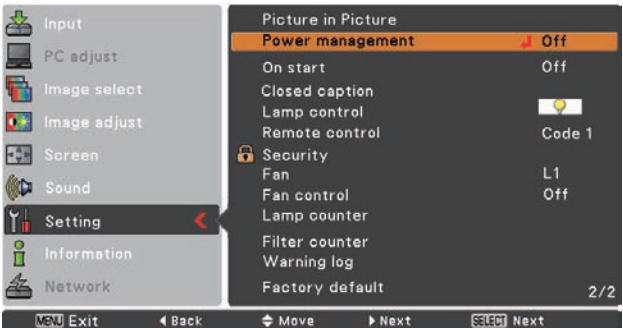 Input
PC adjust
Image select
Image adjust
Screen
Sound
Setting
Information
Network
Picture in Picture
Power management Off
On start Off
Closed caption
Lamp control
Remote control Code 1
Security
Fan L1
Fan control Off
Lamp counter
Filter counter
Warning log
Factory default
2/2
MENU Exit Back Move Next SELECT Next